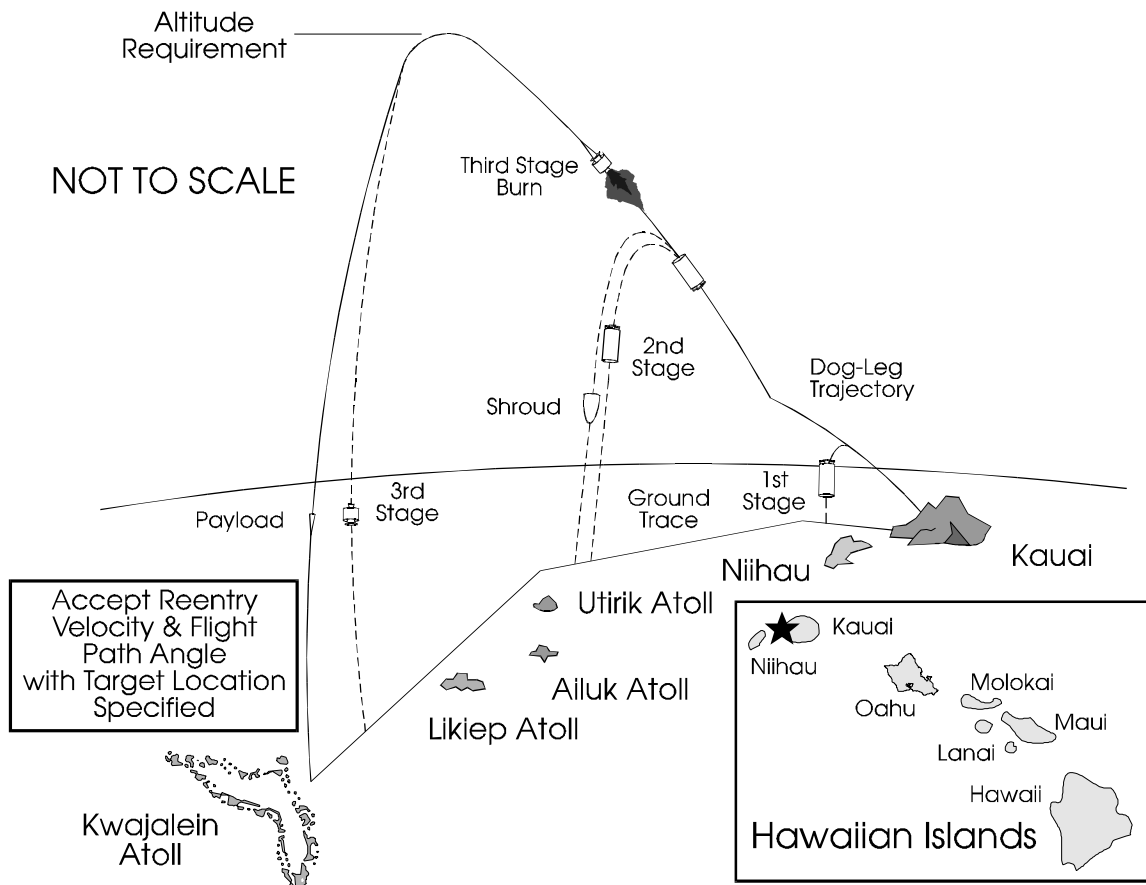 Altitude
Requirement
NOT TO SCALE
Third Stage
Burn
2nd
Stage
Dog-Leg
Trajectory
Shroud
1st
Stage
Ground
Trace
3rd
Stage
Payload
Kauai
Niihau
Accept Reentry
Velocity & Flight
Path Angle
with Target Location
Specified
Utirik Atoll
Ailuk Atoll
Likiep Atoll
Kwajalein
Atoll
Kauai
Niihau
Oahu
Molokai
Maui
Lanai
Hawaii
Hawaiian Islands